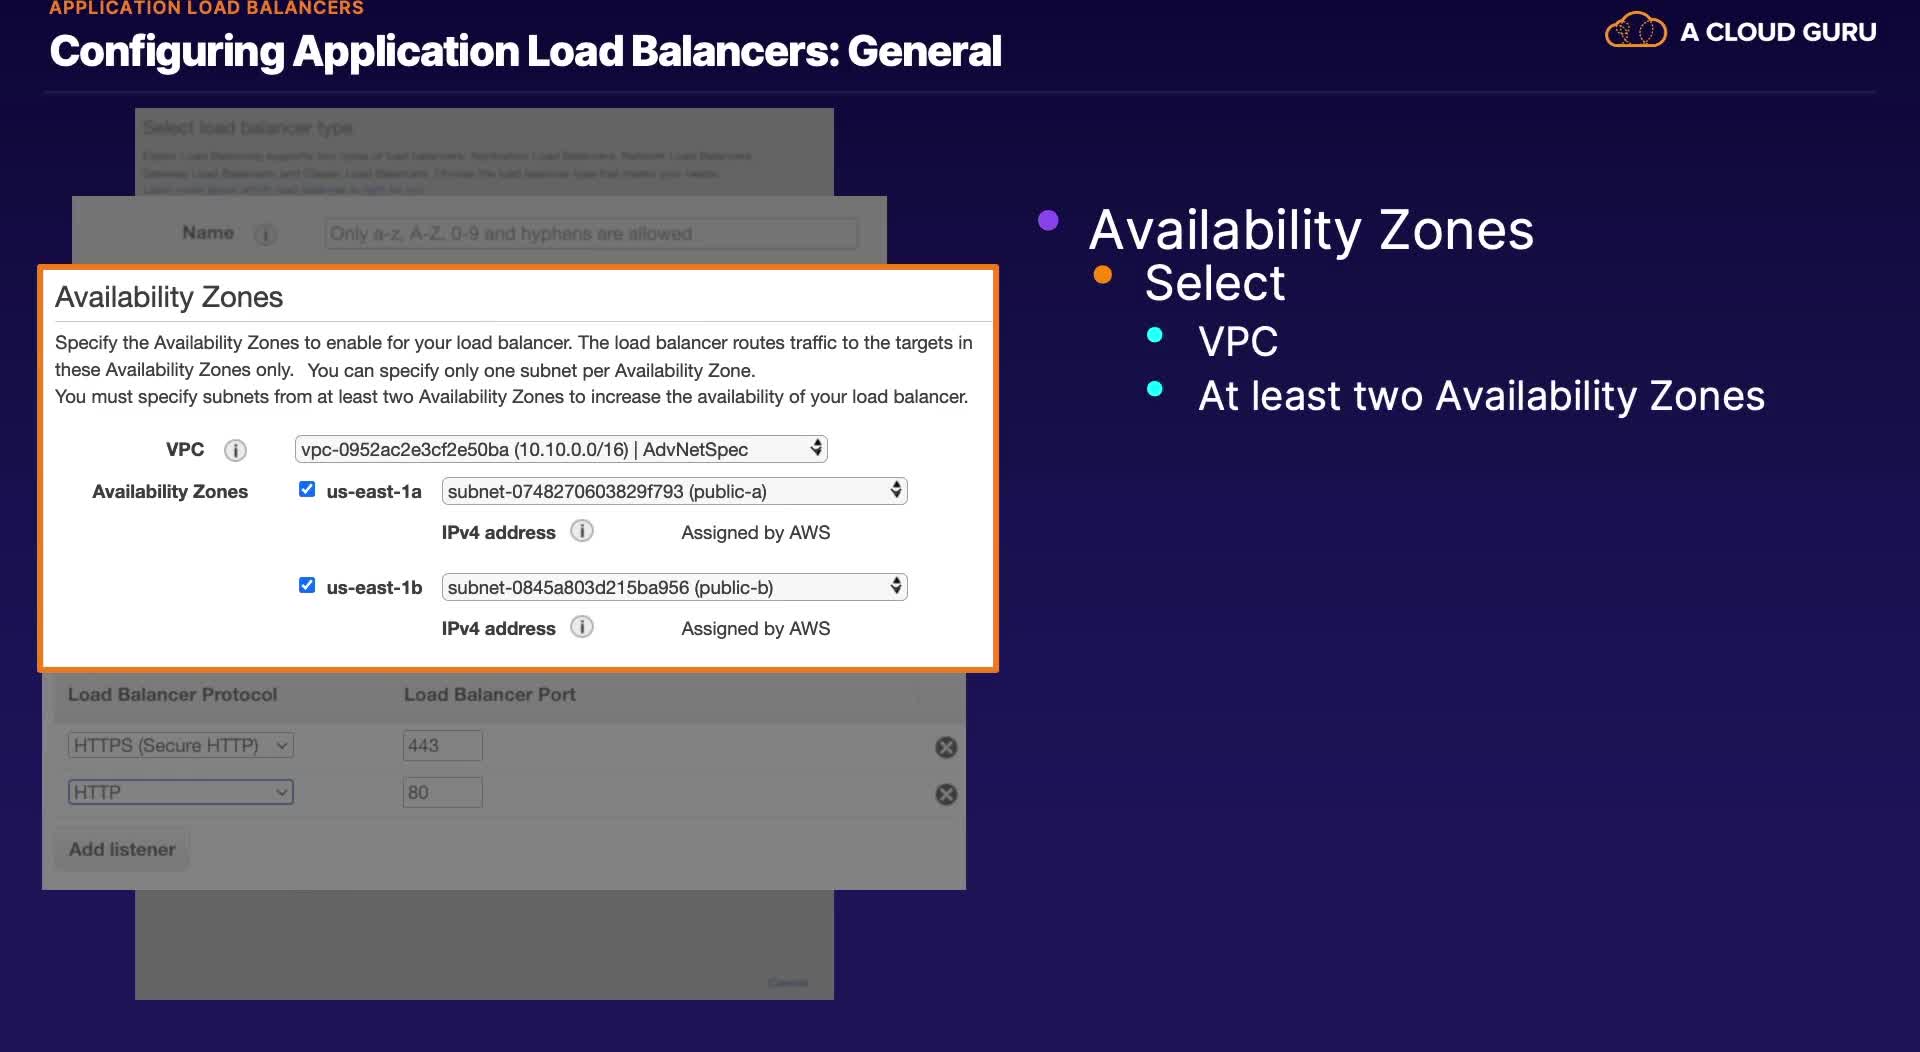 APPLICATION LOAD BALANCERS
Configuring Application Load Balancers: General
A CLOUD GURU
Select load balancer type
Name
Only a-z, A-Z, 0-9 and hyphens are allowed
Availability Zones
Specify the Availability Zones to enable for your load balancer. The load balancer routes traffic to the targets in
these Availability Zones only. You can specify only one subnet per Availability Zone.
You must specify subnets from at least two Availability Zones to increase the availability of your load balancer.
VPC
vpc-0952ac2e3cf2e50ba (10.10.0.0/16) | AdvNetSpec
Availability Zones
us-east-1a
subnet-0748270603829f793 (public-a)
IPv4 address
Assigned by AWS
us-east-1b
subnet-0845a803d215ba956 (public-b)
IPv4 address
Assigned by AWS
Load Balancer Protocol
Load Balancer Port
HTTPS (Secure HTTP)
443
HTTP
80
Add listener
Cancel
Availability Zones
Select
VPC
At least two Availability Zones